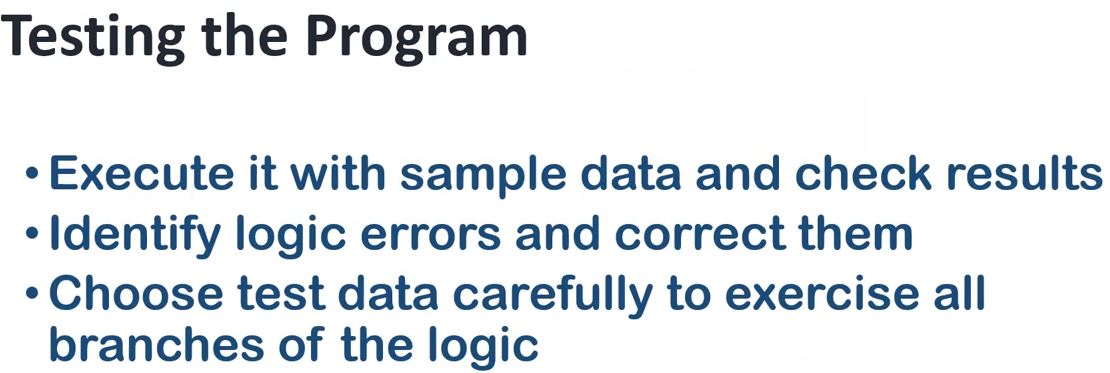 Testing the Program
• Execute it with sample data and check results
• Identify logic errors and correct them
• Choose test data carefully to exercise all
branches of the logic